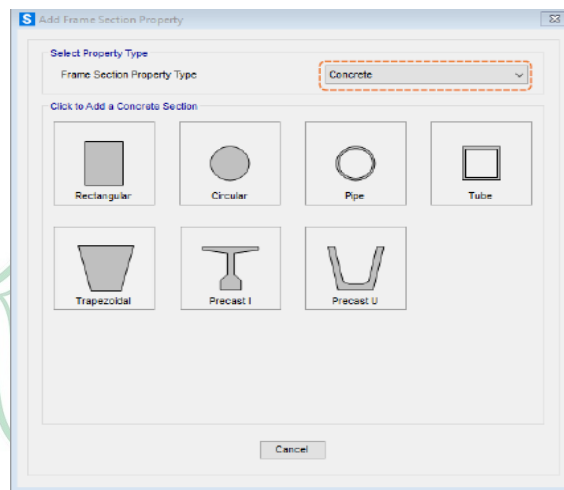 S Add Frame Section Property
Select Property Type
Frame Section Property Type Concrete
Click to Add a Concrete Section
Rectangular Circular Pipe Tube
Trapezoidal Precast I Precast U
Cancel